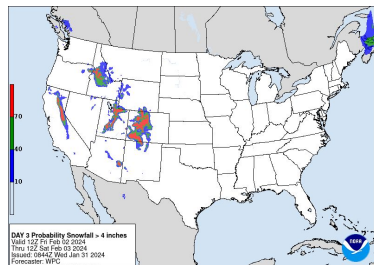 70
40
10
DAY 3 Probability Snowfall > 4 inches
Valid 12Z Fri Feb 02 2024
Thru 12Z Sat Feb 03 2024
Issued: 0844Z Wed Jan 31 2024
Forecaster: WPC
NOAA